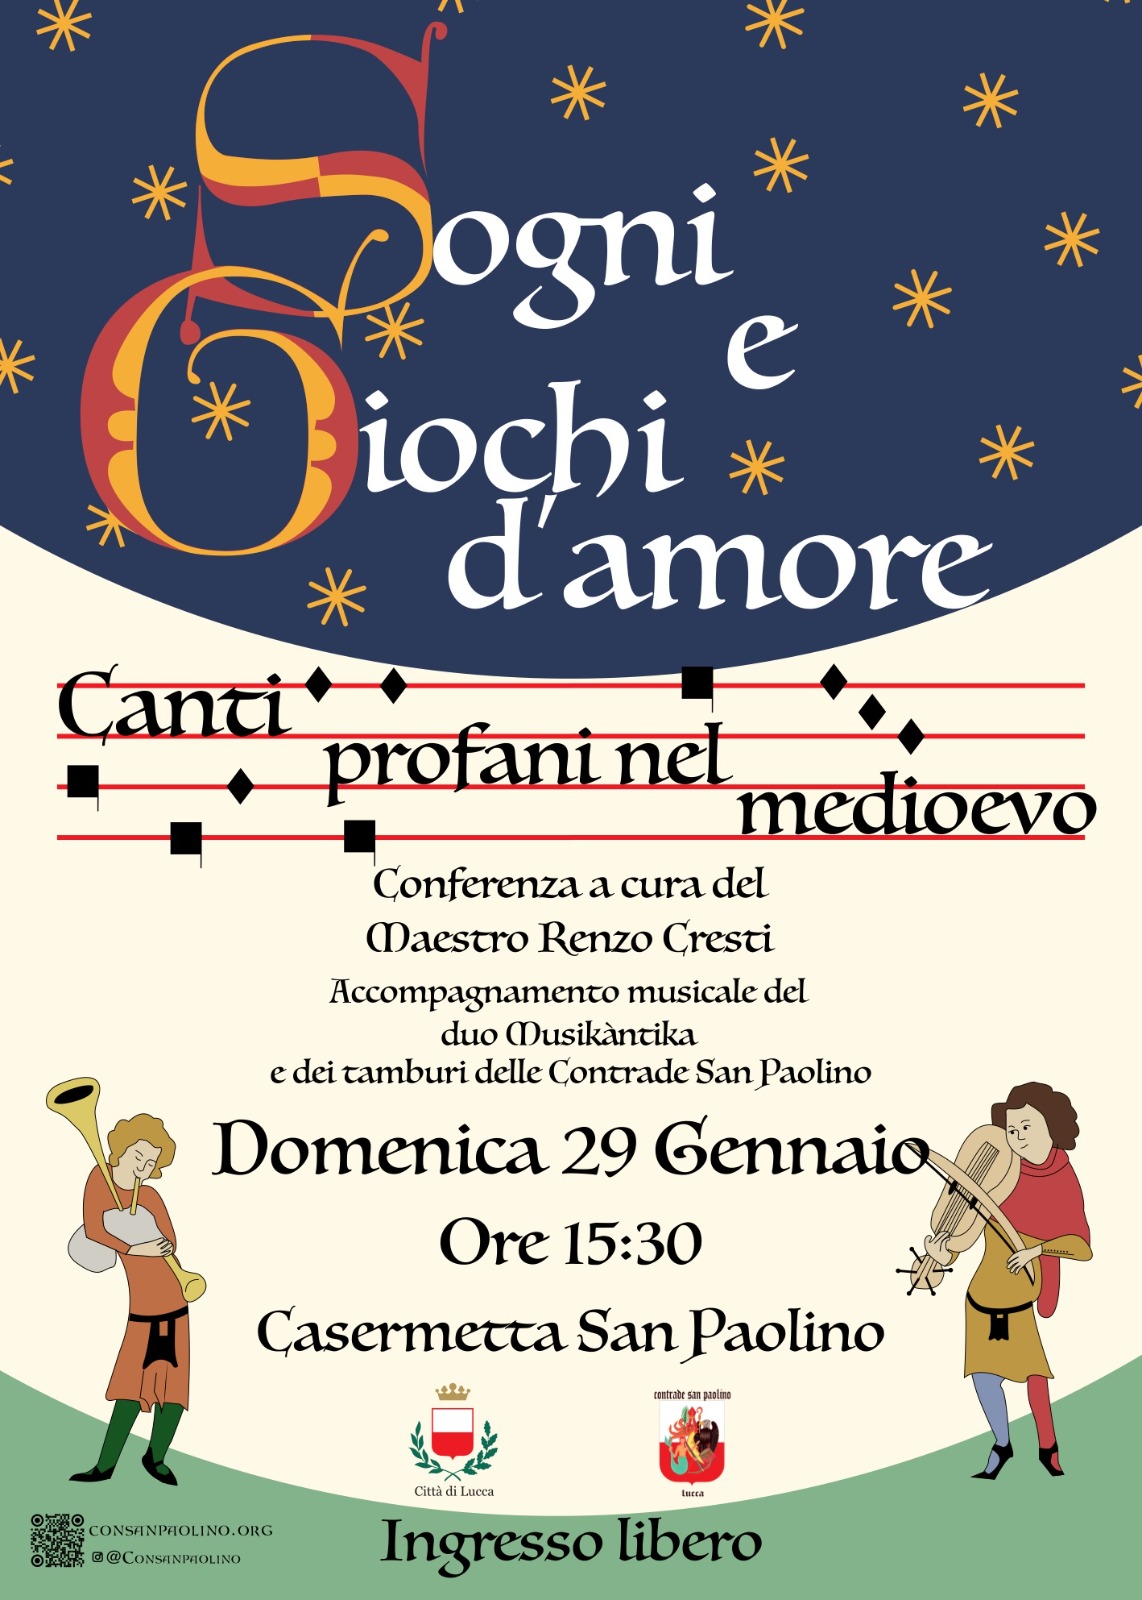 Sogni
e
Giochi
d'amore
Canti
profani nel
medioevo
Conferenza a cura del
Maestro Renzo Cresti
Accompagnamento musicale del
duo Musikàntika
e dei tamburi delle Contrade San Paolino
Domenica 29 Gennaio
Ore 15:30
Casermetta San Paolino
contrade san paolino
Città di Lucca
lucca
consanpaolino.org
@Consanpaolino
Ingresso libero